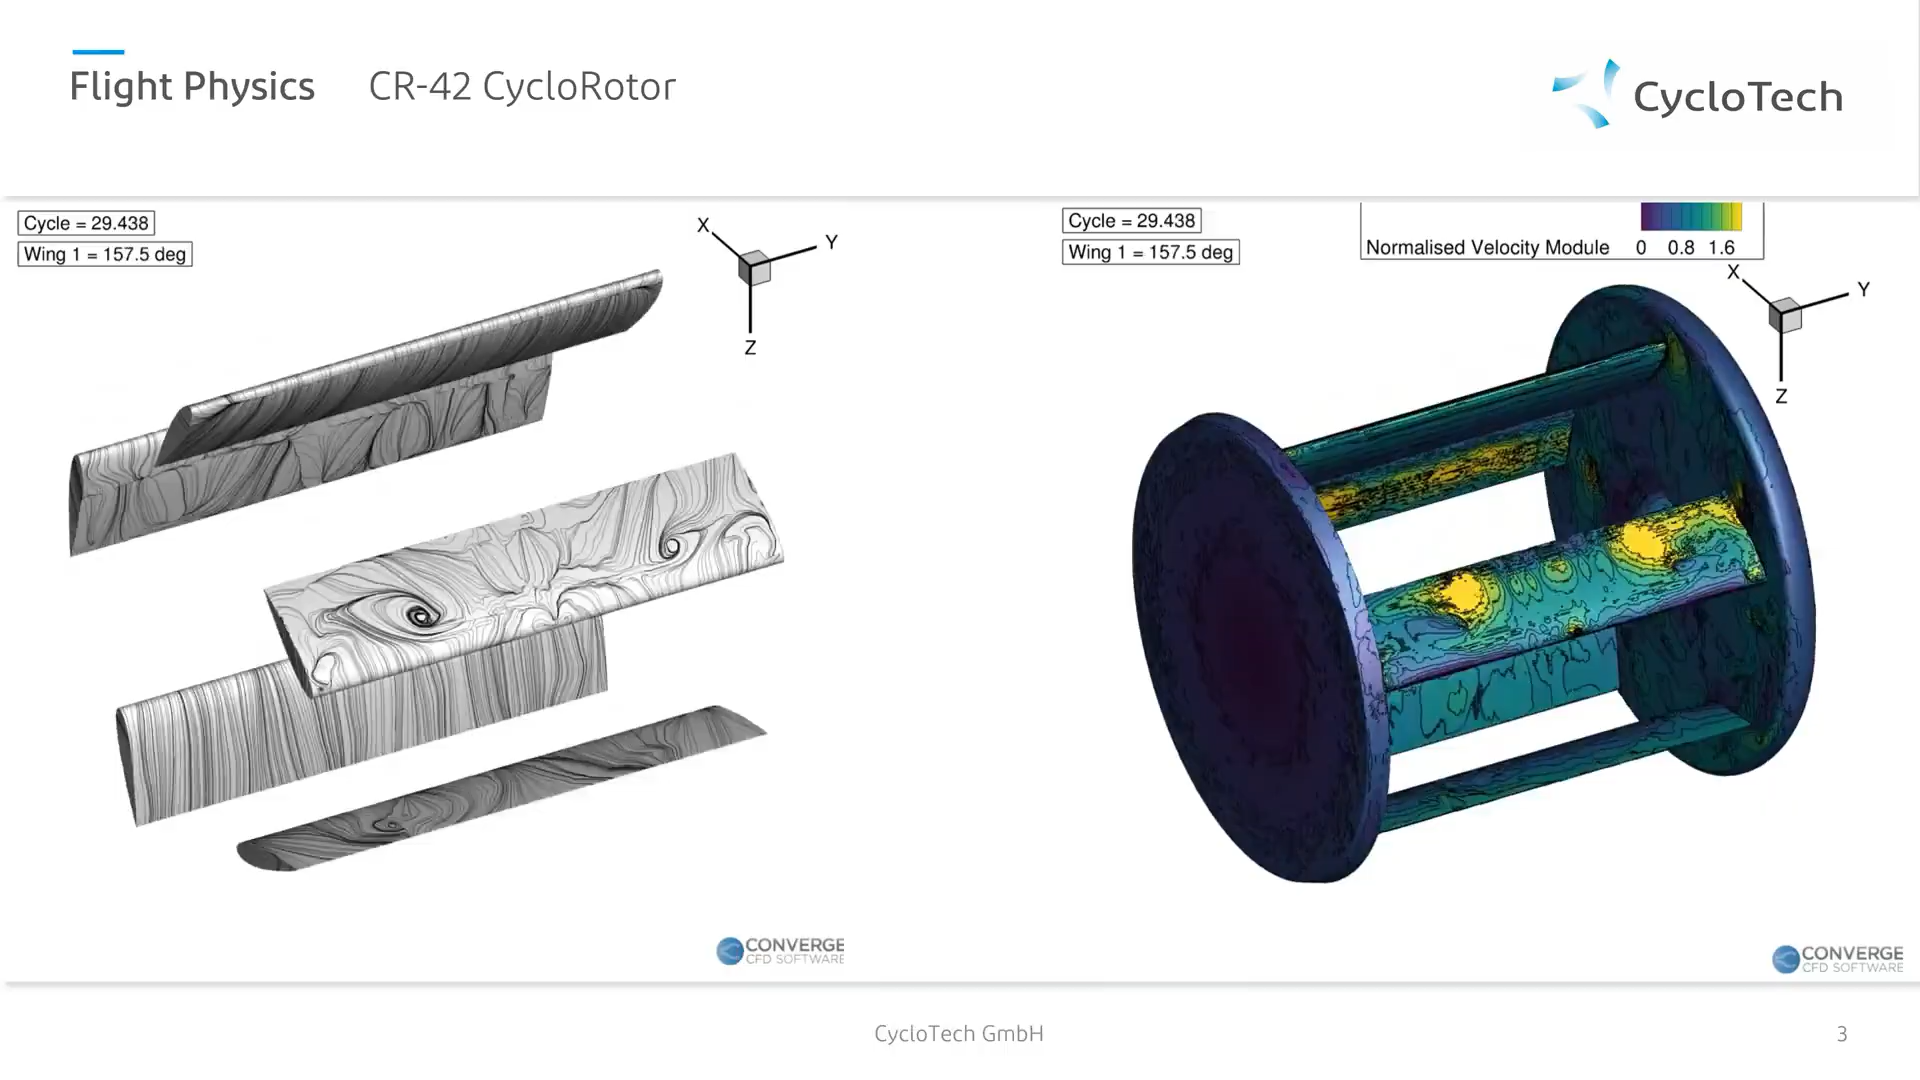 Flight Physics CR-42 CycloRotor
CycloTech
Cycle = 29.438
Wing 1 = 157.5 deg
X
Y
Z
CONVERGE
CFD SOFTWARE
Cycle = 29.438
Wing 1 = 157.5 deg
Normalised Velocity Module 0 0.8 1.6
X
Y
Z
CONVERGE
CFD SOFTWARE
CycloTech GmbH
3